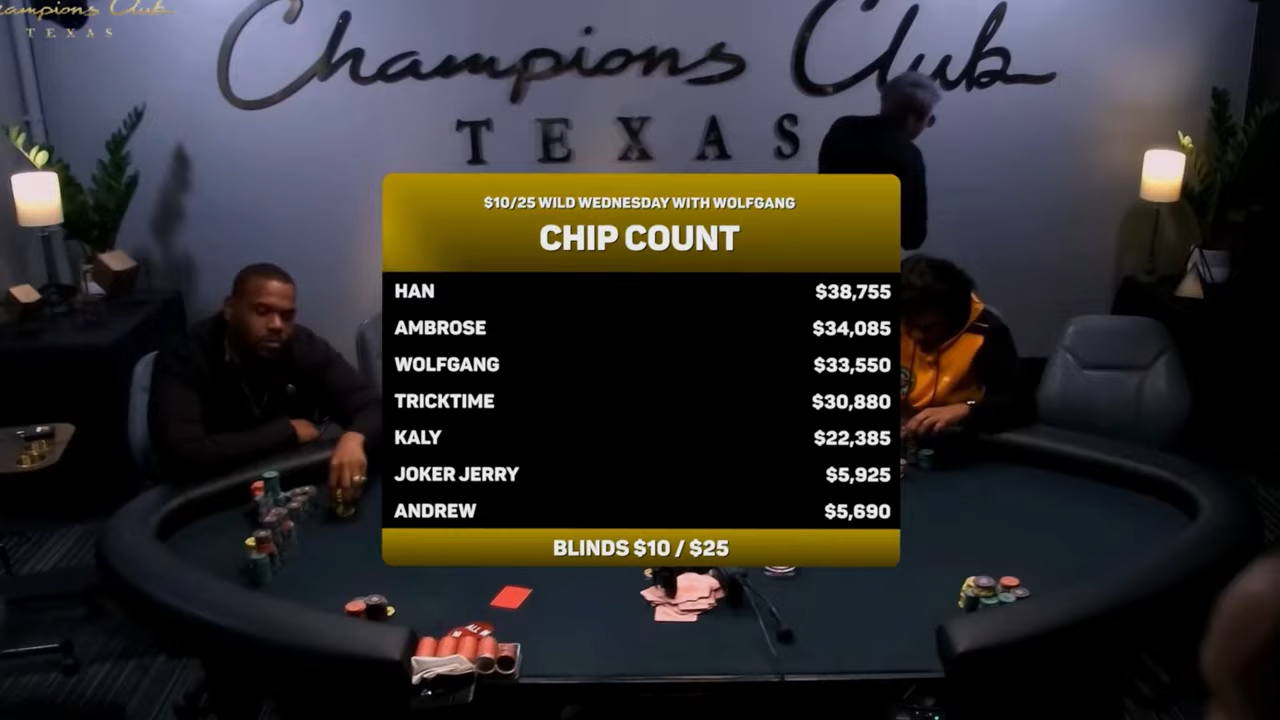 Champions Club
TEXAS
Champions Club
TEXAS
$10/25 WILD WEDNESDAY WITH WOLFGANG
CHIP COUNT
HAN $38,755
AMBROSE $34,085
WOLFGANG $33,550
TRICKTIME $30,880
KALY $22,385
JOKER JERRY $5,925
ANDREW $5,690
BLINDS $10 / $25